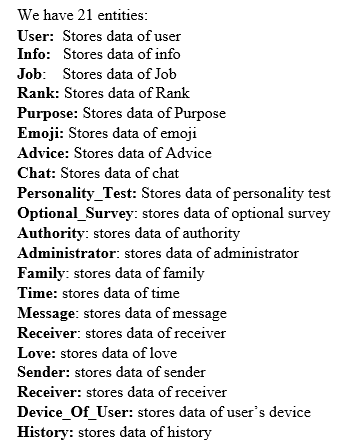 We have 21 entities:
User: Stores data of user
Info: Stores data of info
Job: Stores data of Job
Rank: Stores data of Rank
Purpose: Stores data of Purpose
Emoji: Stores data of emoji
Advice: Stores data of Advice
Chat: Stores data of chat
Personality_Test: Stores data of personality test
Optional_Survey: stores data of optional survey
Authority: stores data of authority
Administrator: stores data of administrator
Family: stores data of family
Time: stores data of time
Message: stores data of message
Receiver: stores data of receiver
Love: stores data of love
Sender: stores data of sender
Receiver: stores data of receiver
Device_Of_User: stores data of user's device
History: stores data of history